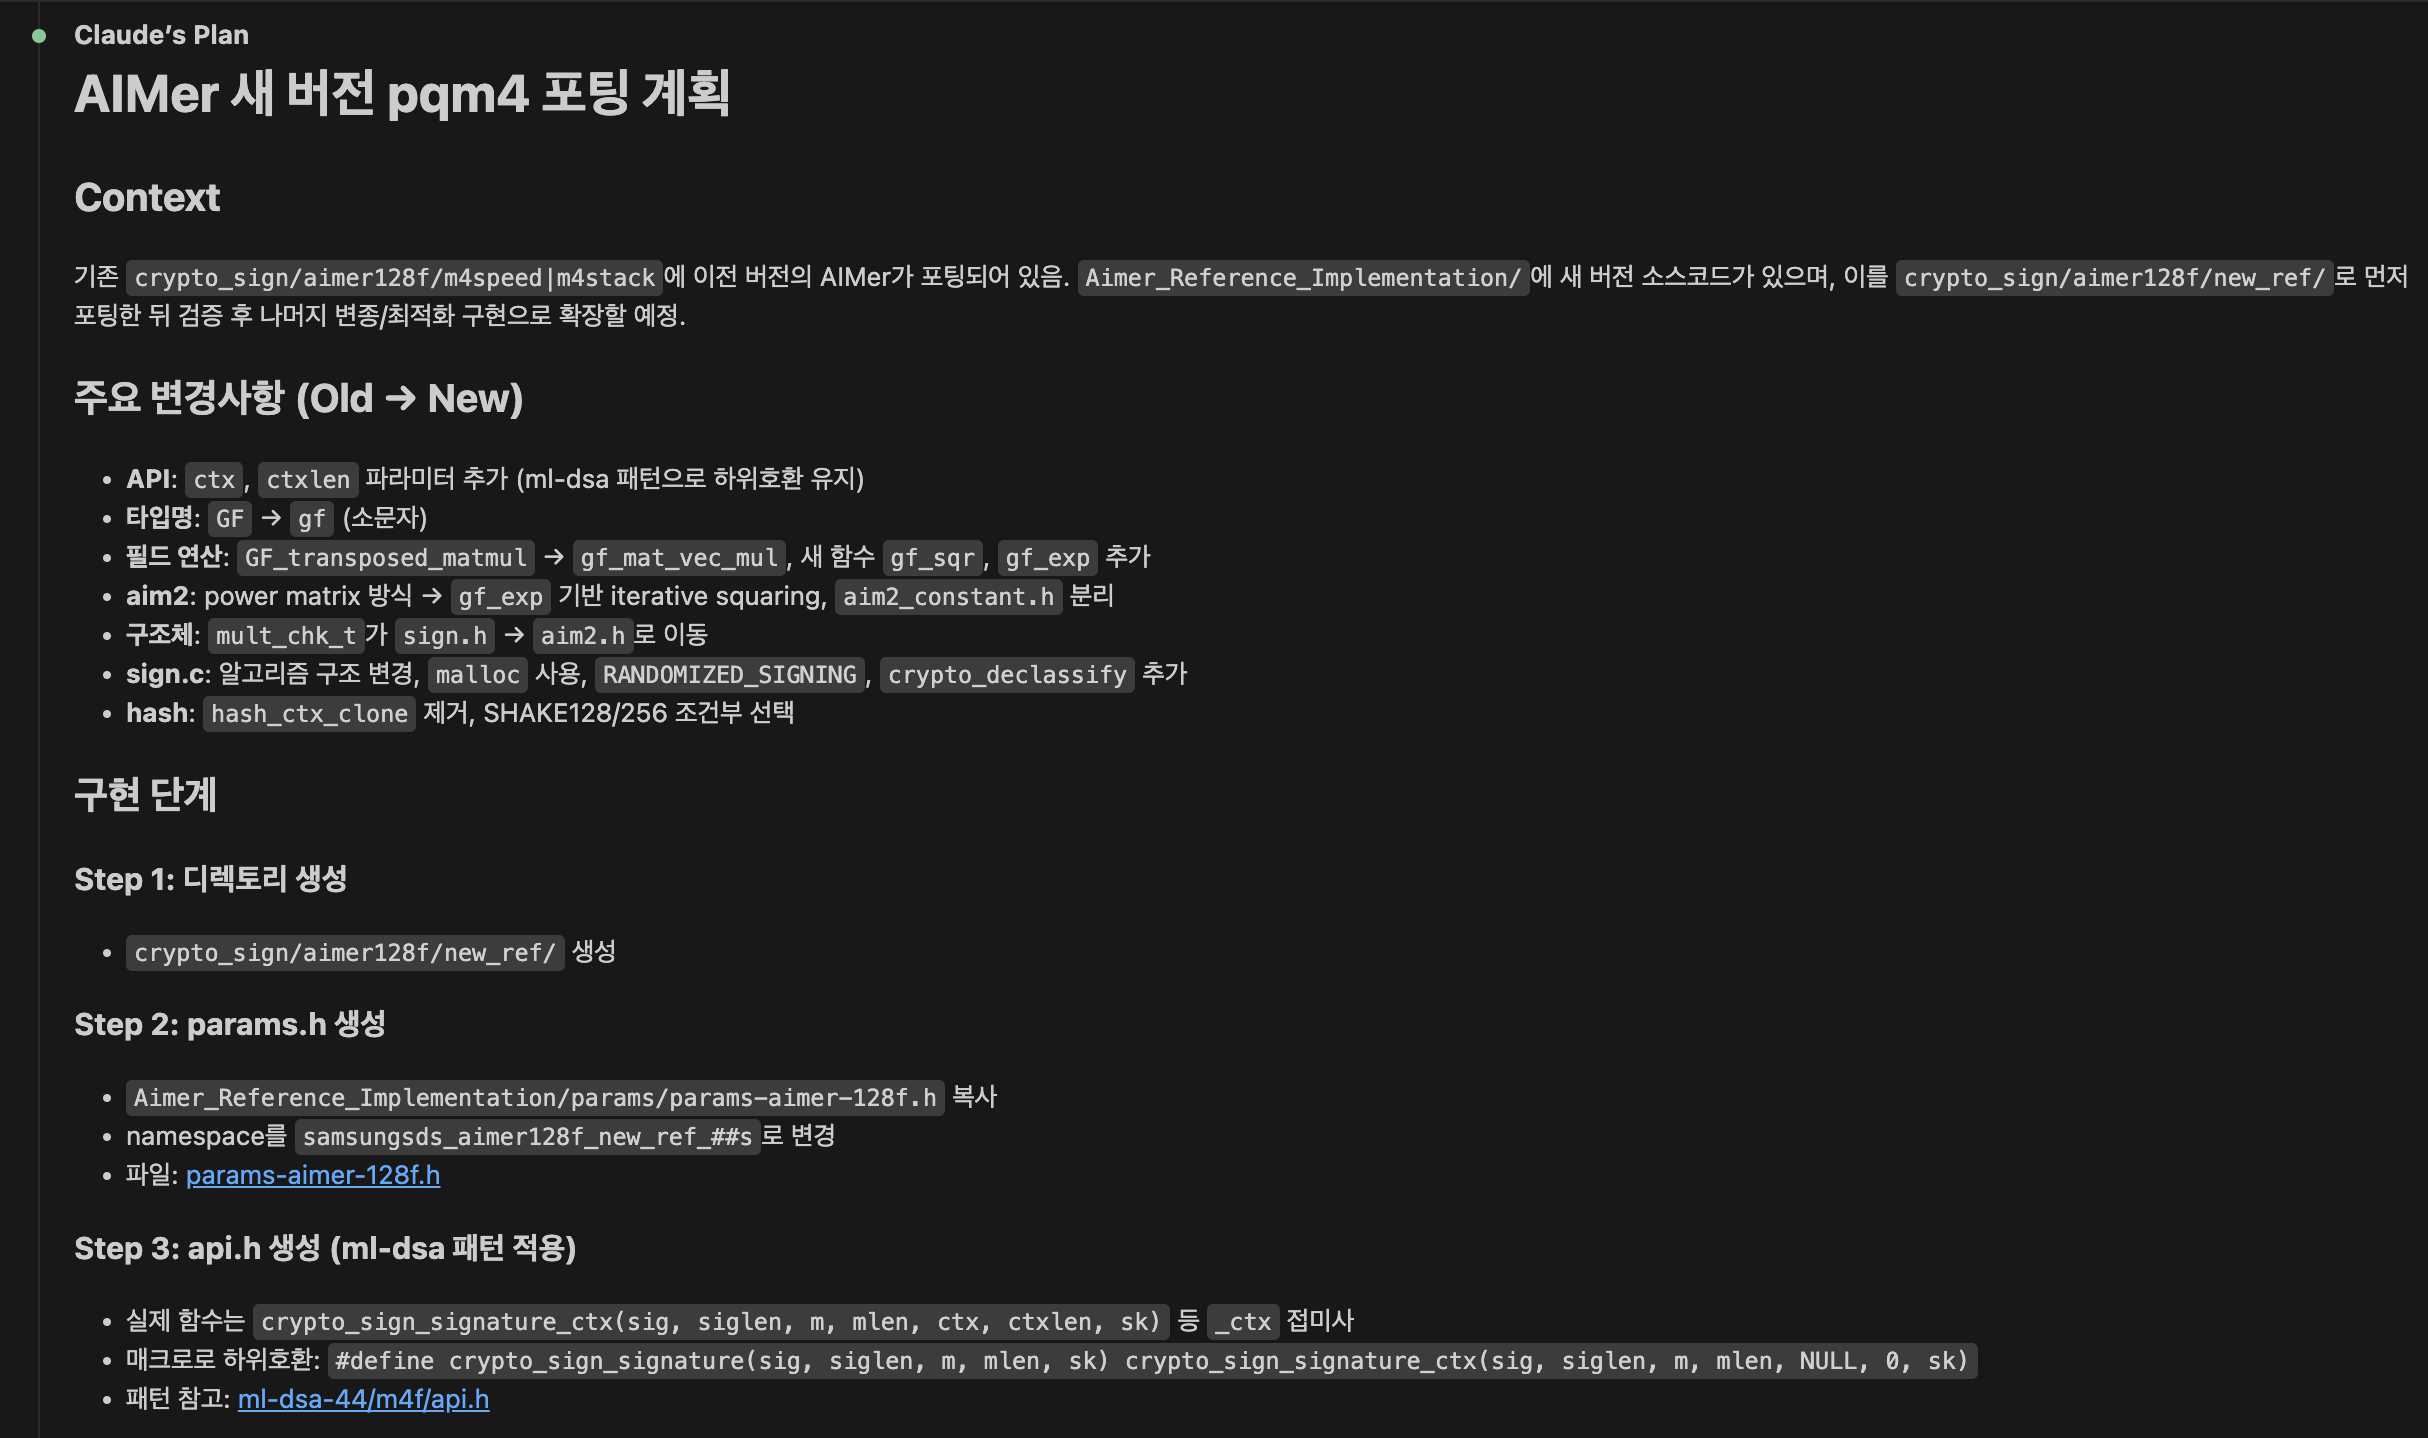 Claude’s Plan
AIMer 새 버전 pqm4 포팅 계획
Context
기존 crypto_sign/aimer128f/m4speed|m4stack에 이전 버전의 AIMer가 포팅되어 있음. Aimer_Reference_Implementation/에 새 버전 소스코드가 있으며, 이를 crypto_sign/aimer128f/new_ref/로 먼저
포팅한 뒤 검증 후 나머지 변종/최적화 구현으로 확장할 예정.
주요 변경사항 (Old → New)
• API: ctx, ctxlen 파라미터 추가 (ml-dsa 패턴으로 하위호환 유지)
• 타입명: GF → gf (소문자)
• 필드 연산: GF_transposed_matmul → gf_mat_vec_mul, 새 함수 gf_sqr, gf_exp 추가
• aim2: power matrix 방식 → gf_exp 기반 iterative squaring, aim2_constant.h 분리
• 구조체: mult_chk_t가 sign.h → aim2.h로 이동
• sign.c: 알고리즘 구조 변경, malloc 사용, RANDOMIZED_SIGNING, crypto_declassify 추가
• hash: hash_ctx_clone 제거, SHAKE128/256 조건부 선택
구현 단계
Step 1: 디렉토리 생성
• crypto_sign/aimer128f/new_ref/ 생성
Step 2: params.h 생성
• Aimer_Reference_Implementation/params/params-aimer-128f.h 복사
• namespace를 samsungsds_aimer128f_new_ref_##s로 변경
• 파일: params-aimer-128f.h
Step 3: api.h 생성 (ml-dsa 패턴 적용)
• 실제 함수는 crypto_sign_signature_ctx(sig, siglen, m, mlen, ctx, ctxlen, sk) 등 _ctx 접미사
• 매크로로 하위호환: #define crypto_sign_signature(sig, siglen, m, mlen, sk) crypto_sign_signature_ctx(sig, siglen, m, mlen, NULL, 0, sk)
• 패턴 참고: ml-dsa-44/m4f/api.h